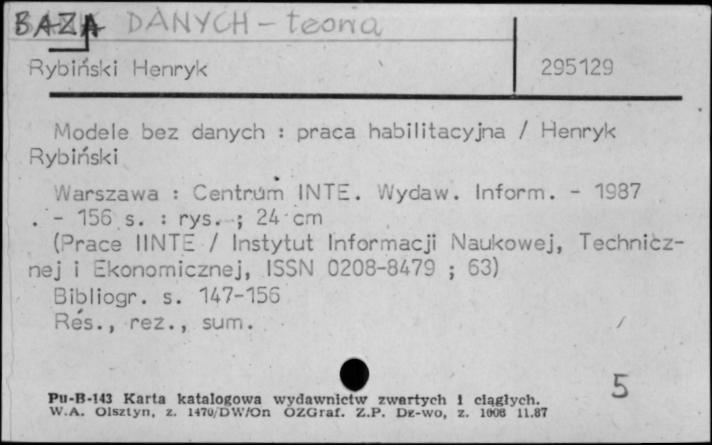 BAZA DANYCH - teoria
Rybiński Henryk 295129
Modele bez danych : praca habilitacyjna / Henryk
Rybiński
Warszawa : Centrum INTE. Wydaw. Inform. - 1987
. - 156 s. : rys. ; 24 cm
(Prace IINTE / Instytut Informacji Naukowej, Technicz-
nej i Ekonomicznej, ISSN 0208-8479 ; 63)
Bibliogr. s. 147-156
Rés., rez., sum.
5
Pu-B-143 Karta katalogowa wydawnictw zwartych i ciągłych.
W.A. Olsztyn, z. 1470/DW/On OZGraf. Z.P. Dz-wo, z. 1008 11.87